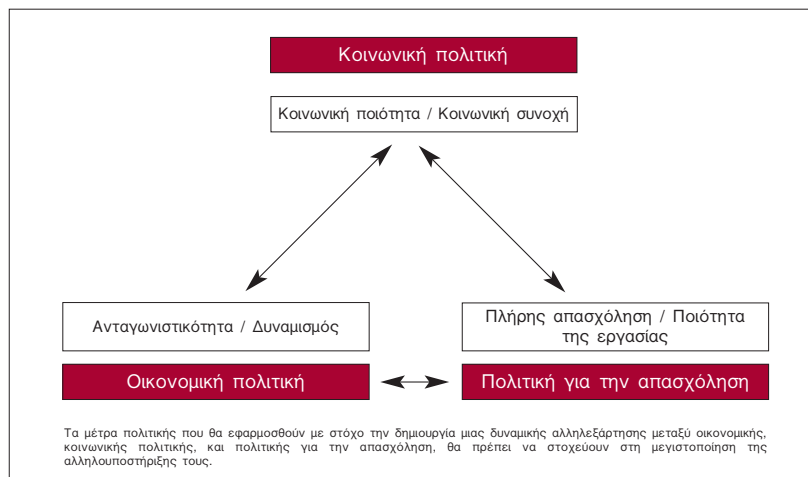 Κοινωνική πολιτική
Κοινωνική ποιότητα / Κοινωνική συνοχή
Ανταγωνιστικότητα / Δυναμισμός
Πλήρης απασχόληση / Ποιότητα
της εργασίας
Οικονομική πολιτική
Πολιτική για την απασχόληση
Τα μέτρα πολιτικής που θα εφαρμοσθούν με στόχο την δημιουργία μιας δυναμικής αλληλεξάρτησης μεταξύ οικονομικής,
κοινωνικής πολιτικής, και πολιτικής για την απασχόληση, θα πρέπει να στοχεύουν στη μεγιστοποίηση της
αλληλουποστήριξης τους.